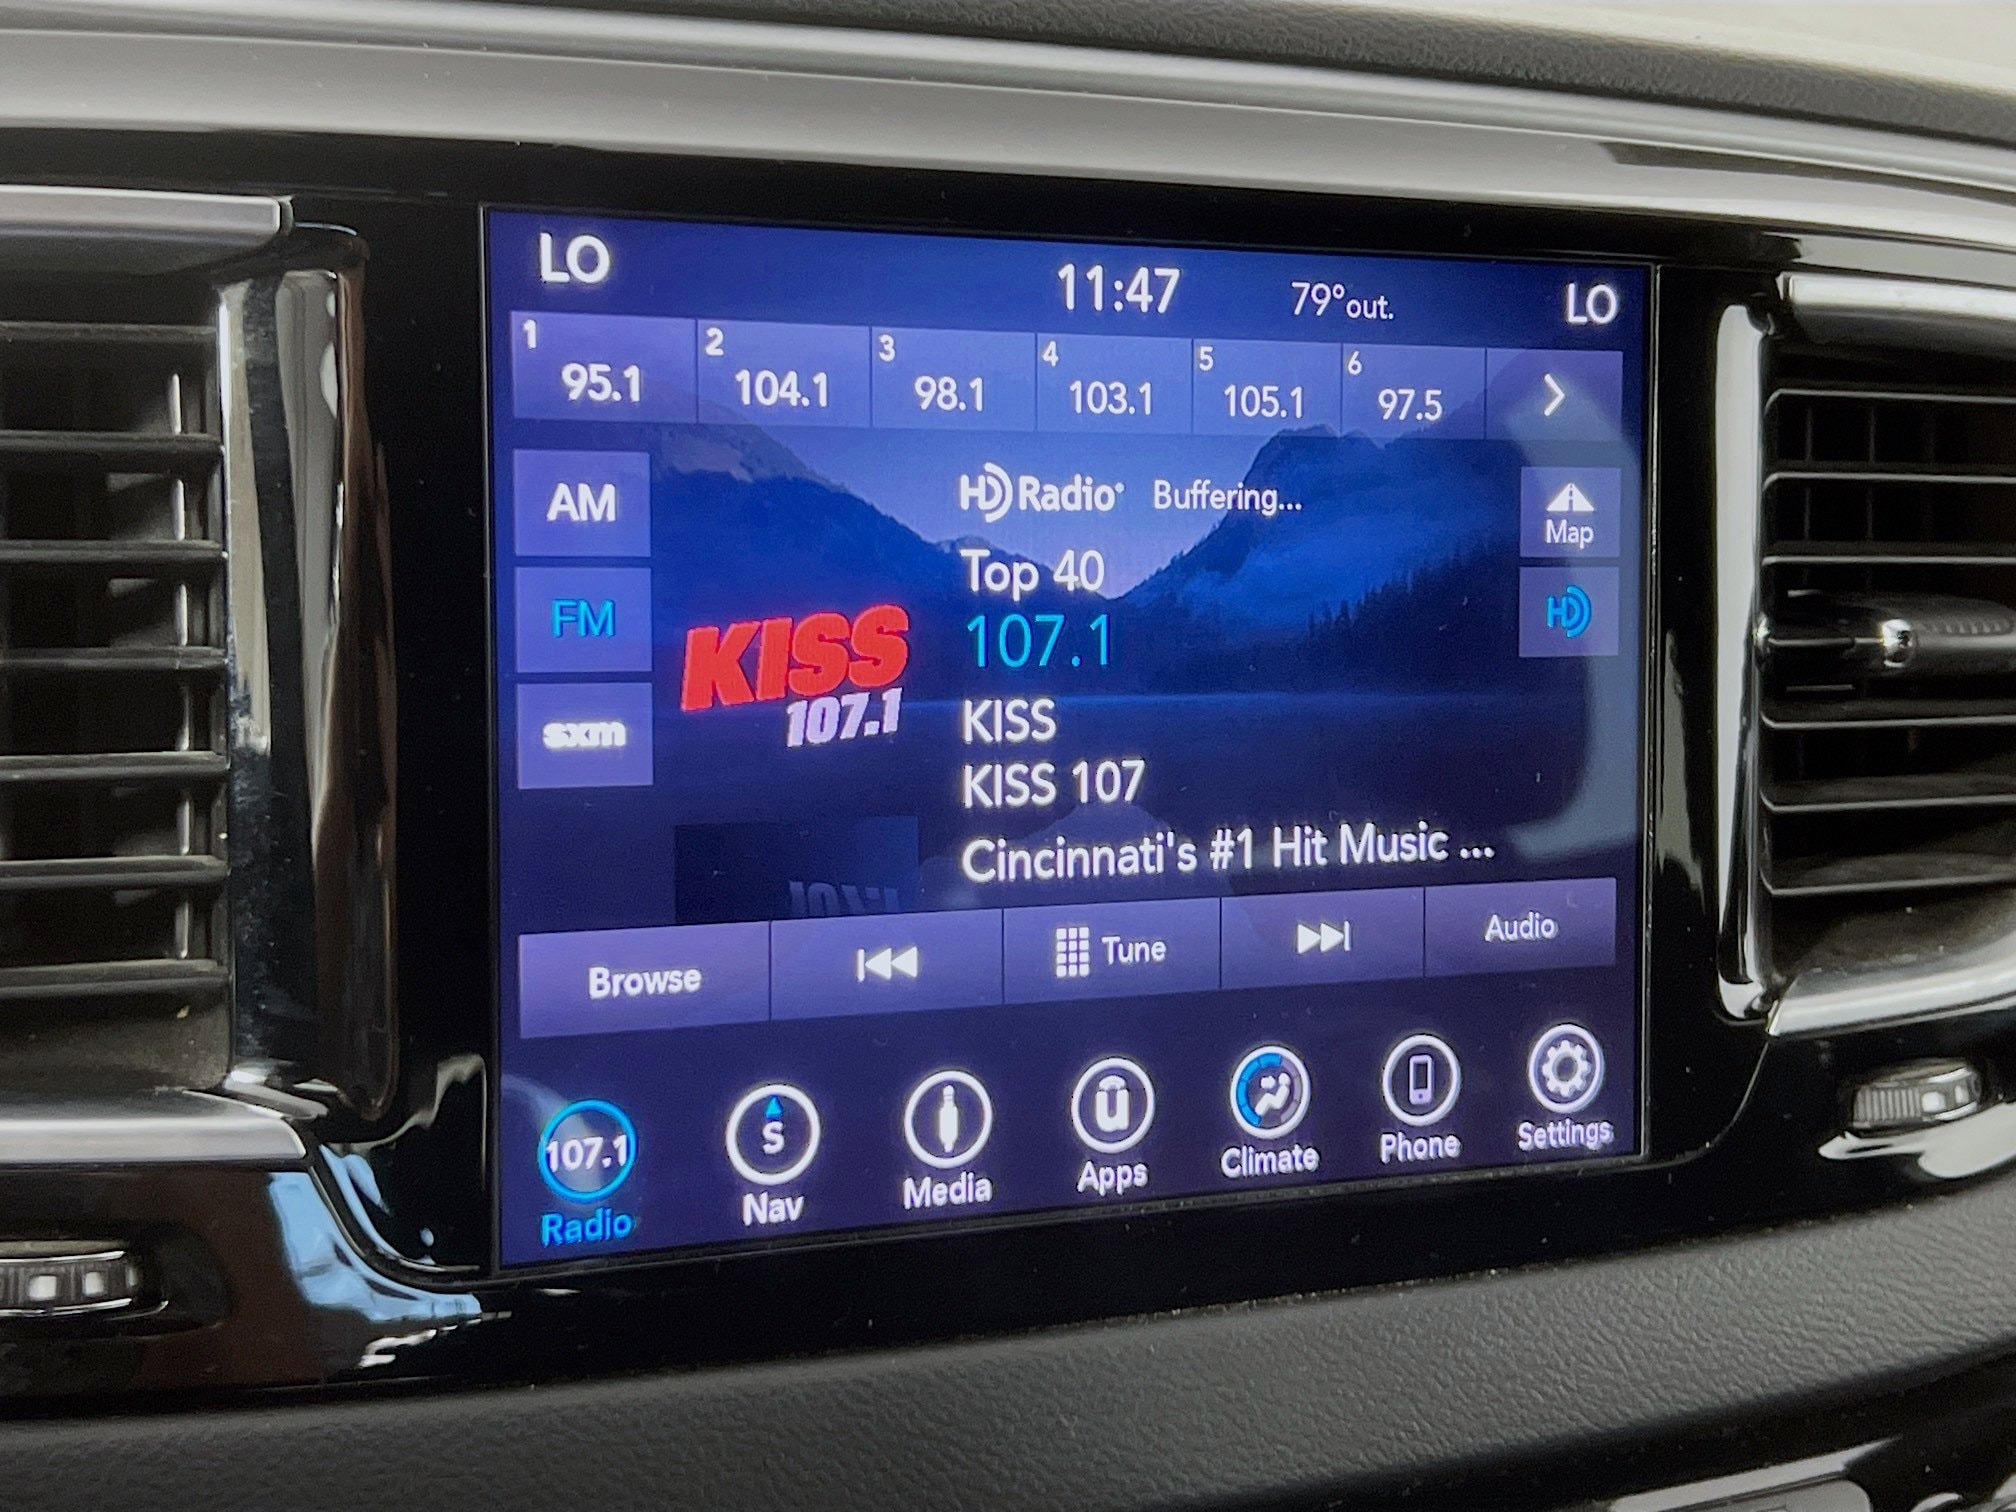 LO 11:47 79° out. LO
1 95.1 2 104.1 3 98.1 4 103.1 5 105.1 6 97.5
AM
HD Radio Buffering...
Map
Top 40
FM
107.1
HD
KISS
107.1
sxm
KISS
KISS 107
Cincinnati's #1 Hit Music ...
Browse Tune Audio
107.1 S u
Radio Nav Media Apps Climate Phone Settings